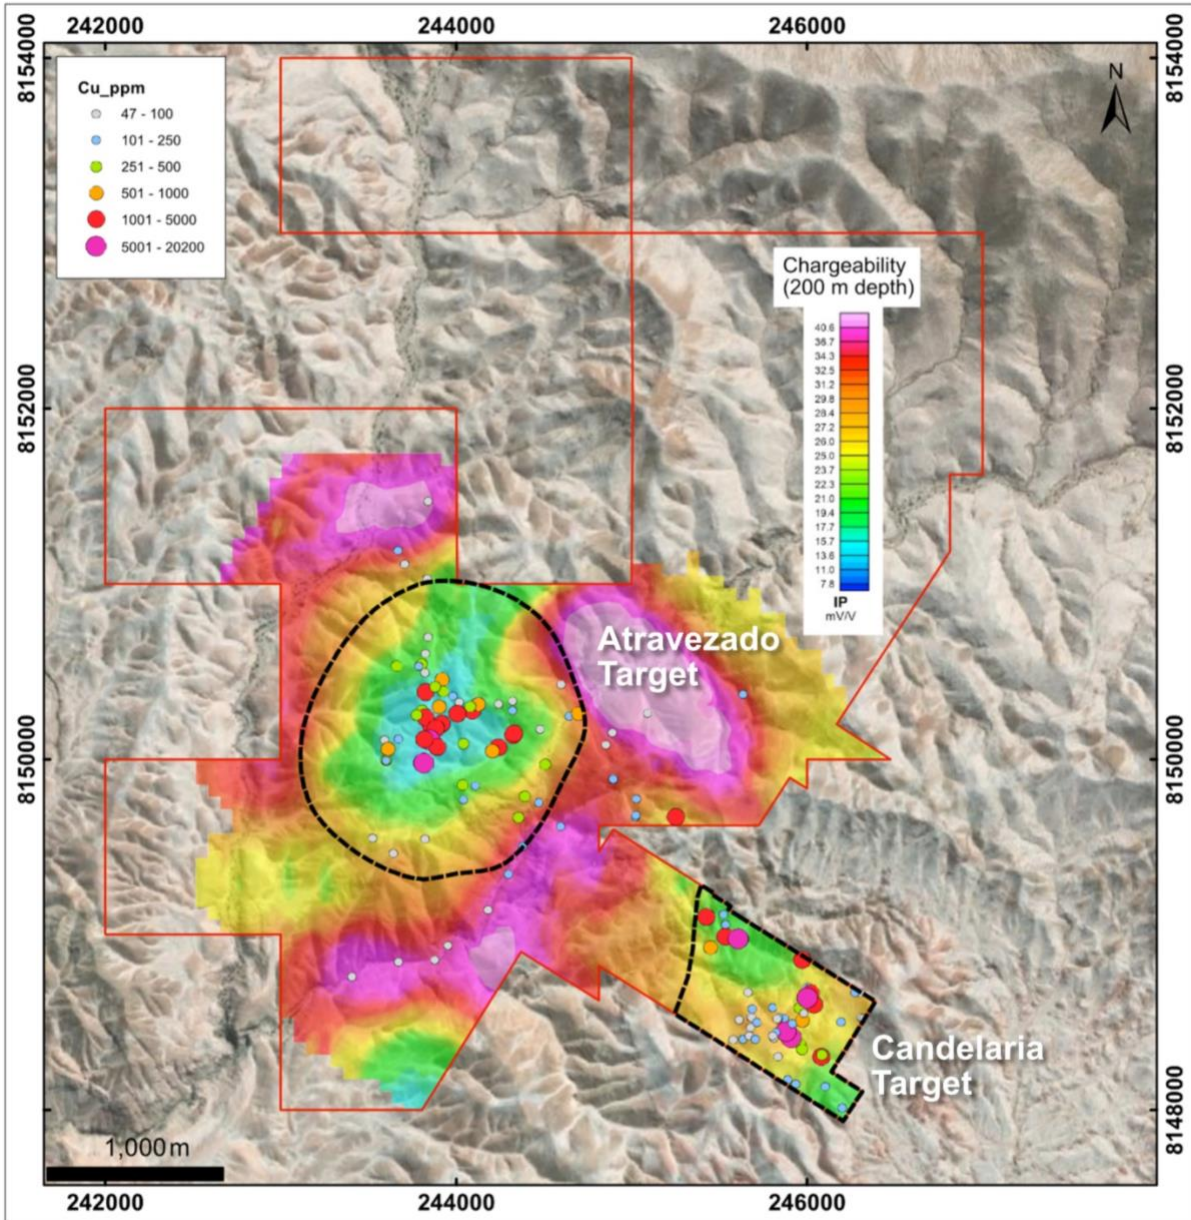 242000
244000
246000
8154000
8154000
Cu_ppm
47 - 100
101 - 250
251 - 500
501 - 1000
1001 - 5000
5001 - 20200
N
Chargeability
(200 m depth)
40.6
36.7
34.3
32.5
31.2
29.8
28.4
27.2
26.0
25.0
23.7
22.3
21.0
19.4
17.7
15.7
13.6
11.0
7.8
IP
mV/V
8152000
8152000
Atravezado
Target
8150000
8150000
Candelaria
Target
8148000
1,000 m
242000
244000
246000